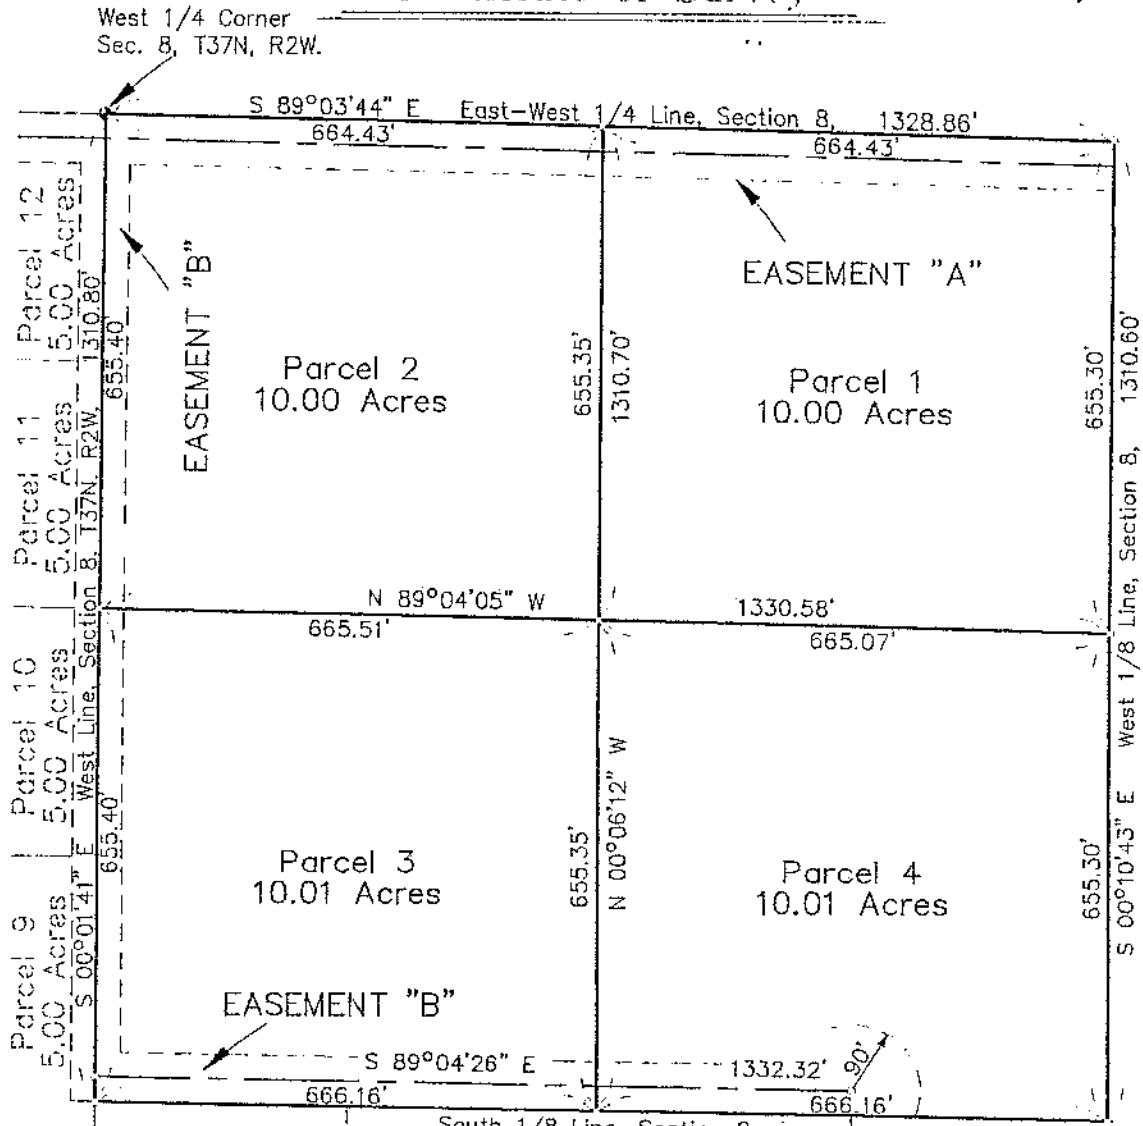 West 1/4 Corner
Sec. 8, T37N, R2W.
S 89°03'44" E East-West 1/4 Line, Section 8, 1328.86'
664.43'
664.43'
Parcel 12
5.00 Acres
EASEMENT "B"
EASEMENT "A"
Parcel 2
10.00 Acres
Parcel 1
10.00 Acres
655.40'
655.35'
1310.70'
655.30'
1310.60'
Parcel 11
5.00 Acres
S 00°01'41" E West Line, Section 8, T37N, R2W, 1310.80'
N 89°04'05" W 1330.58'
665.51'
665.07'
Parcel 10
5.00 Acres
655.40'
Parcel 3
10.01 Acres
655.35'
N 00°06'12" W
Parcel 4
10.01 Acres
655.30'
S 00°10'43" E West 1/8 Line, Section 8,
Parcel 9
5.00 Acres
EASEMENT "B"
S 89°04'26" E 1332.32'
90'
666.16'
666.16'
South 1/8 Line, Section